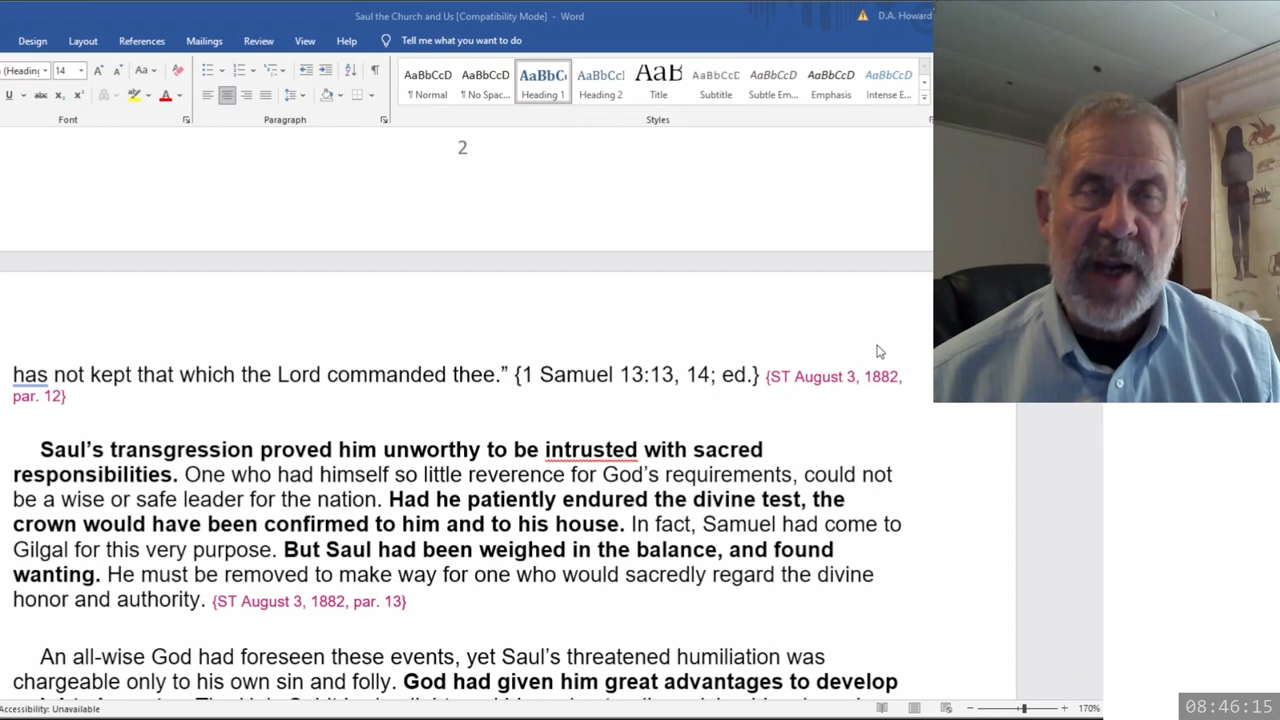 Saul the Church and Us [Compatibility Mode] - Word
D.A. Howard
Design Layout References Mailings Review View Help Tell me what you want to do
(Heading 14 A A Aa A
U abc x₂ x² A A
AaBbCcD AaBbCcD AaBbC AaBbCcl AaB AaBbCcD AaBbCcD AaBbCcD AaBbCcD
¶ Normal ¶ No Spac... Heading 1 Heading 2 Title Subtitle Subtle Em... Emphasis Intense E...
Font Paragraph Styles
2
has not kept that which the Lord commanded thee.” {1 Samuel 13:13, 14; ed.} {ST August 3, 1882,
par. 12}
Saul’s transgression proved him unworthy to be intrusted with sacred
responsibilities. One who had himself so little reverence for God’s requirements, could not
be a wise or safe leader for the nation. Had he patiently endured the divine test, the
crown would have been confirmed to him and to his house. In fact, Samuel had come to
Gilgal for this very purpose. But Saul had been weighed in the balance, and found
wanting. He must be removed to make way for one who would sacredly regard the divine
honor and authority. {ST August 3, 1882, par. 13}
An all-wise God had foreseen these events, yet Saul’s threatened humiliation was
chargeable only to his own sin and folly. God had given him great advantages to develop
Accessibility: Unavailable
170%
08:46:15